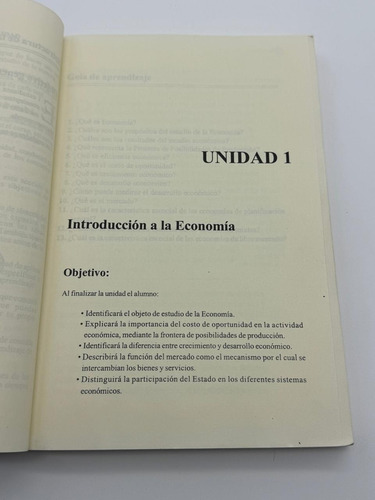 UNIDAD 1
Introducción a la Economía
Objetivo:
Al finalizar la unidad el alumno:
• Identificará el objeto de estudio de la Economía.
• Explicará la importancia del costo de oportunidad en la actividad
económica, mediante la frontera de posibilidades de producción.
• Identificará la diferencia entre crecimiento y desarrollo económico.
• Describirá la función del mercado como el mecanismo por el cual se
intercambian los bienes y servicios.
• Distinguirá la participación del Estado en los diferentes sistemas
económicos.